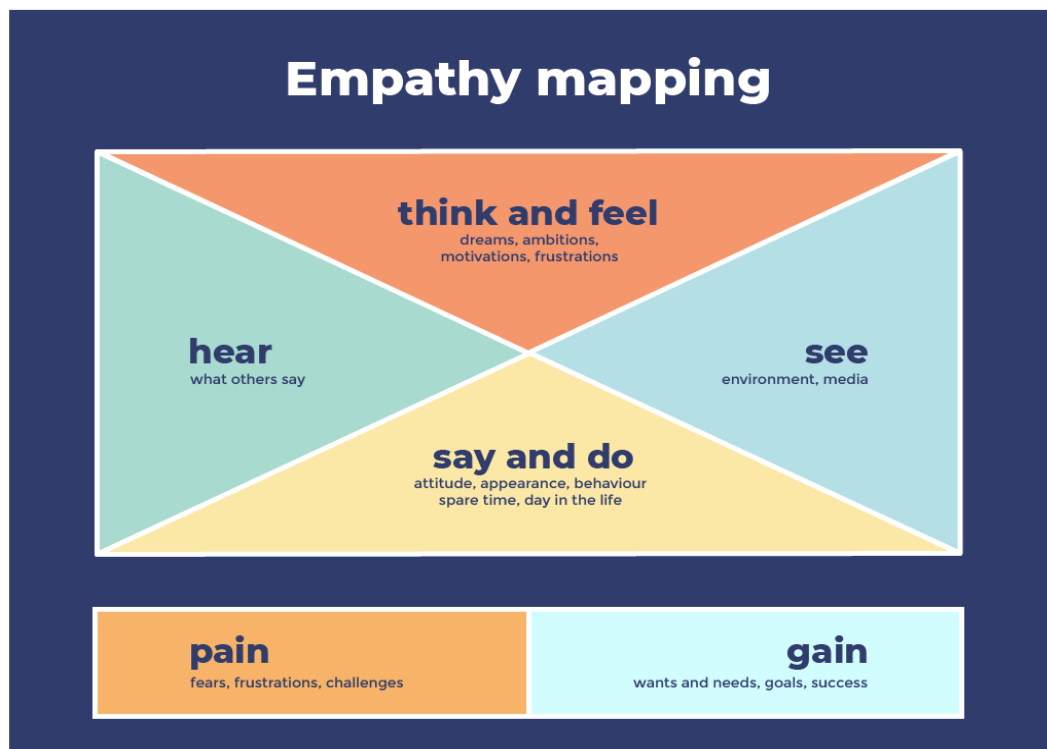 Empathy mapping
think and feel
dreams, ambitions,
motivations, frustrations
hear
what others say
see
environment, media
say and do
attitude, appearance, behaviour
spare time, day in the life
pain
fears, frustrations, challenges
gain
wants and needs, goals, success